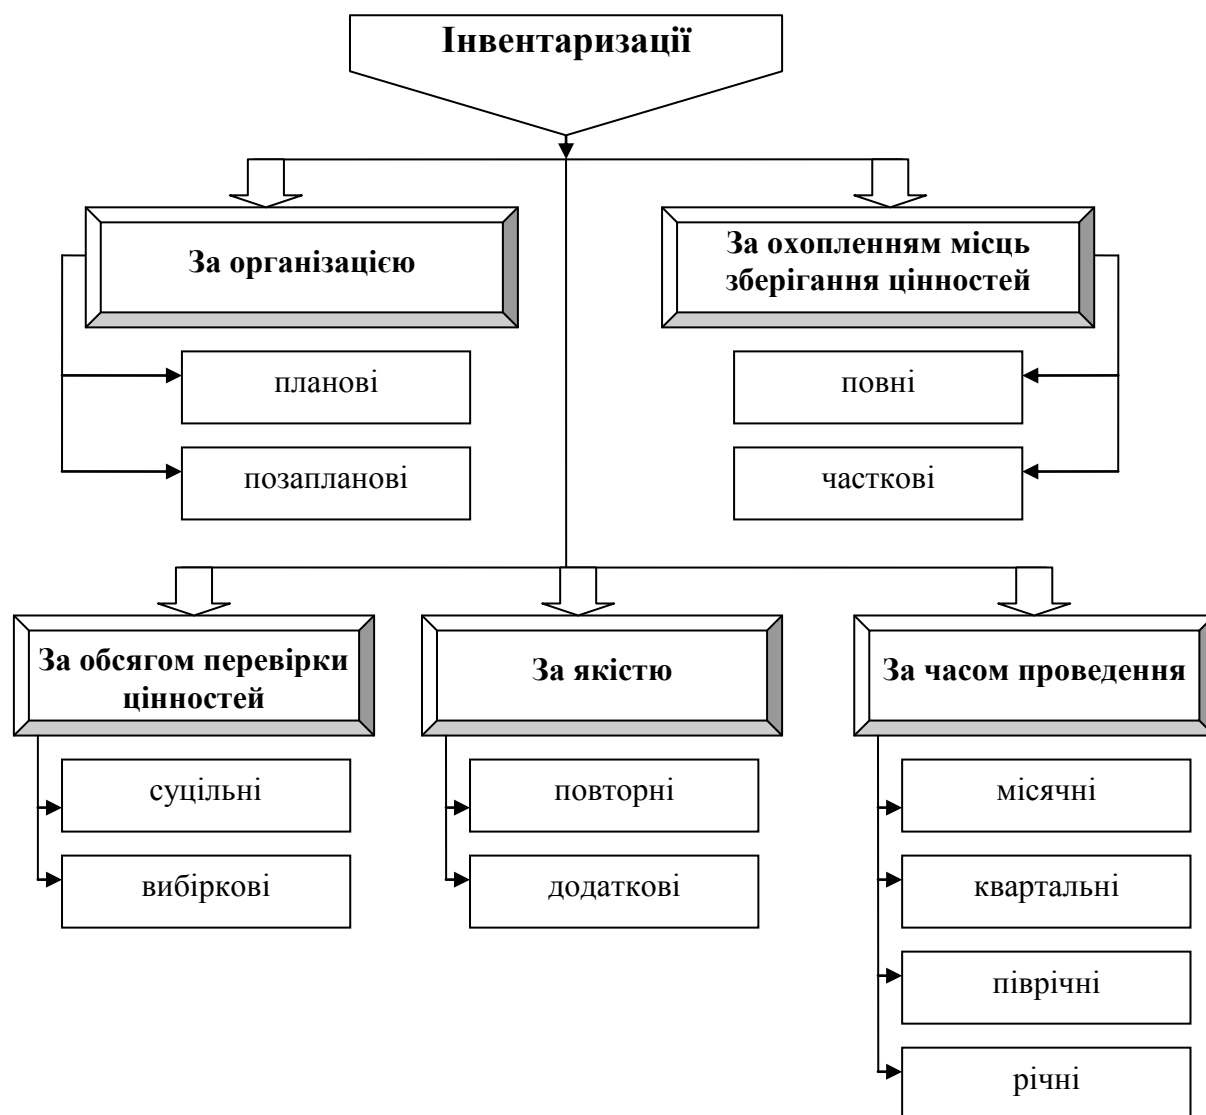 Інвентаризації
За організацією
планові
позапланові
За охопленням місць
зберігання цінностей
повні
часткові
За обсягом перевірки
цінностей
суцільні
вибіркові
За якістю
повторні
додаткові
За часом проведення
місячні
квартальні
піврічні
річні